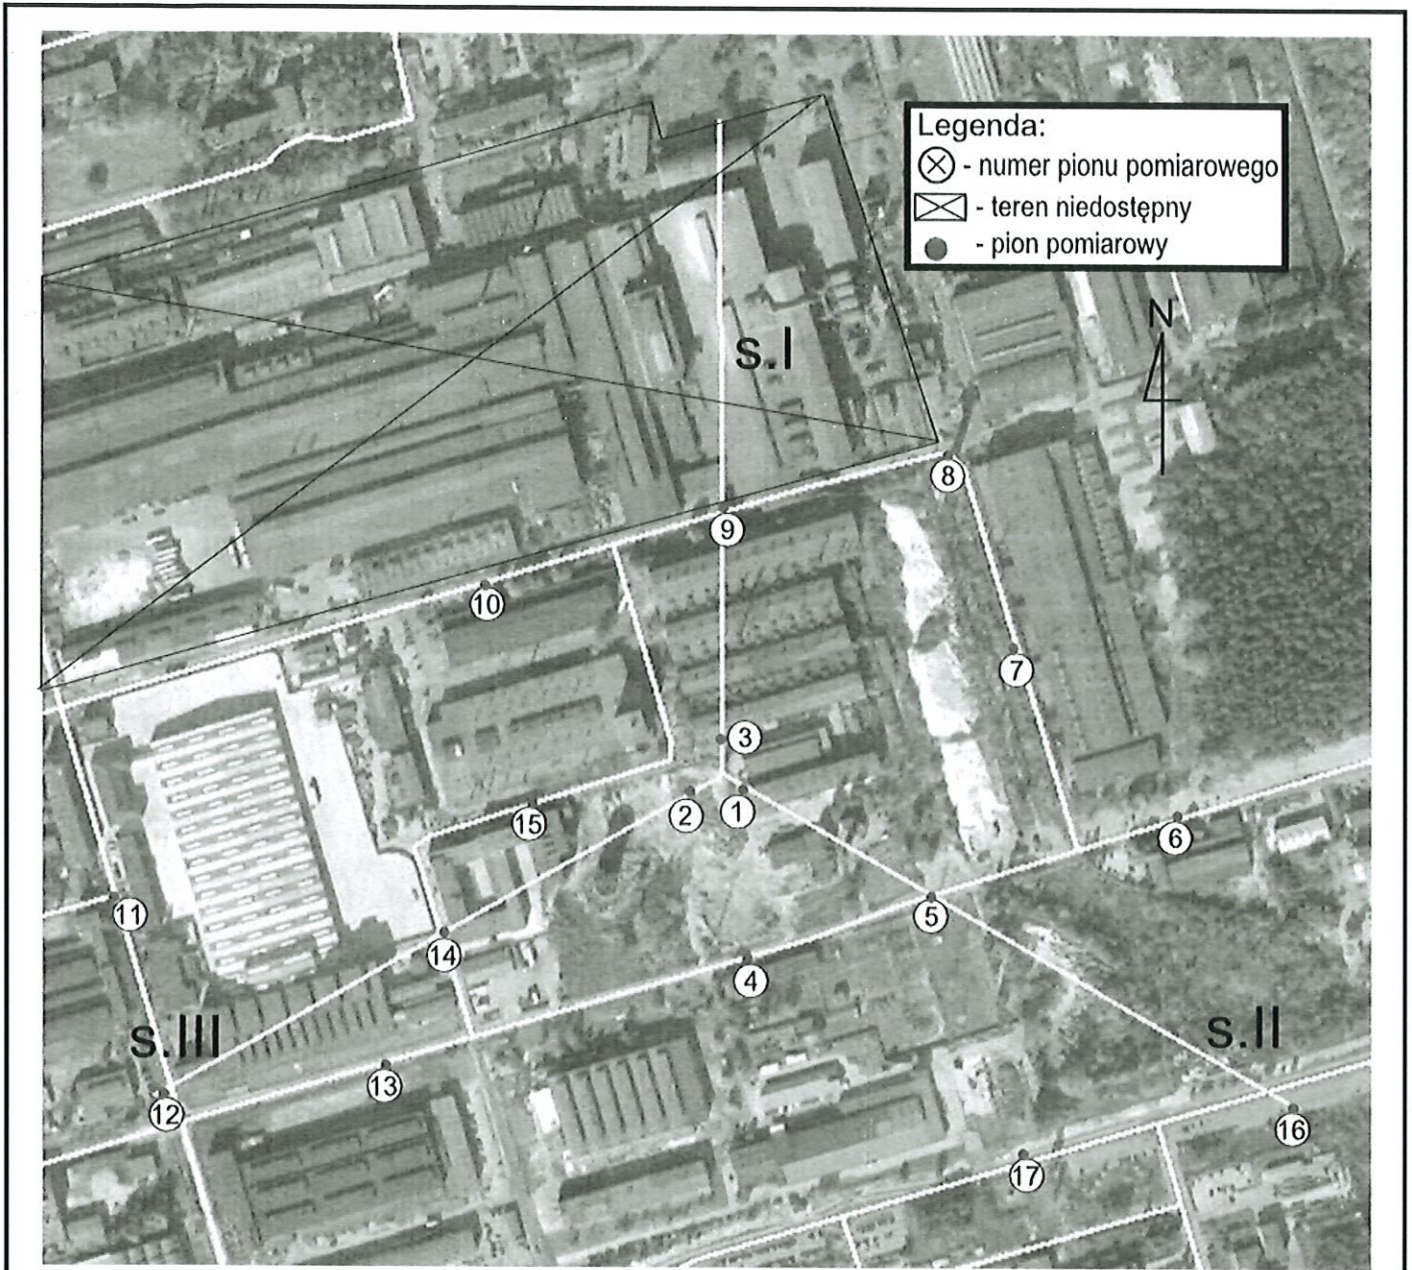 Legenda:
- numer pionu pomiarowego
- teren niedostępny
- pion pomiarowy
N
s.I
8
9
10
7
3
1
2
15
6
11
5
14
4
s.III
s.II
13
12
16
17